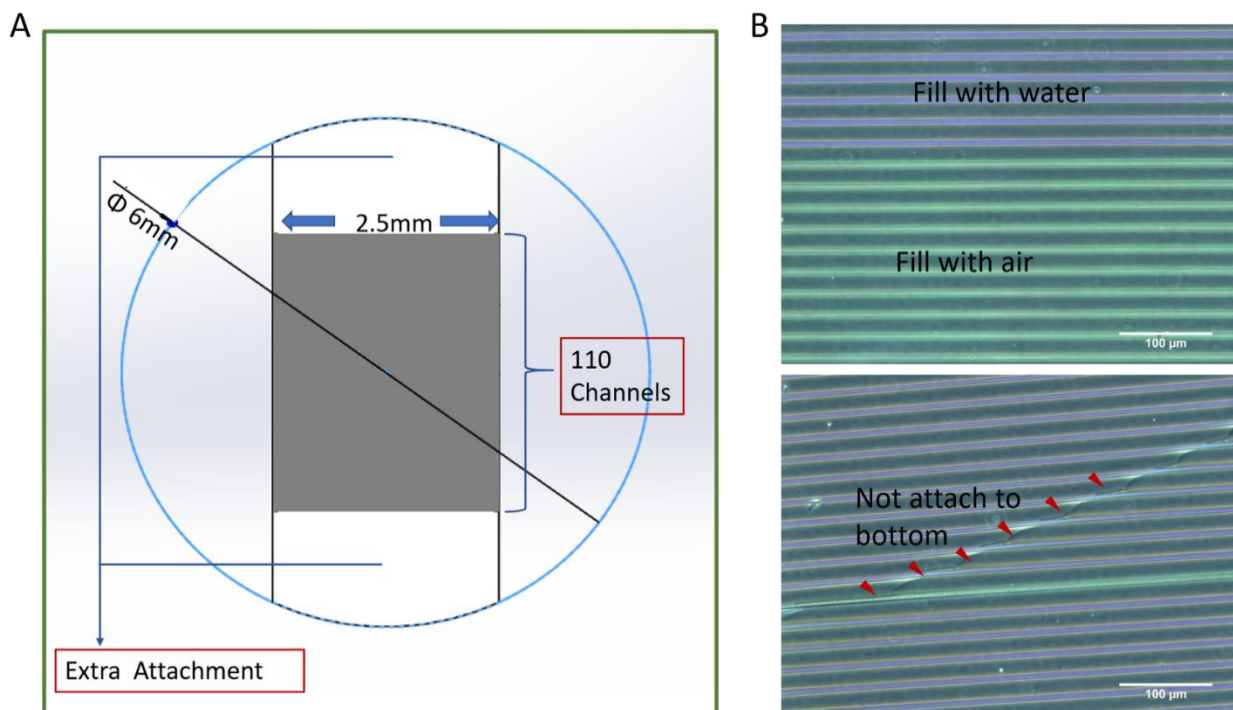 A
Φ 6mm
2.5mm
110
Channels
Extra Attachment
B
Fill with water
Fill with air
100 μm
Not attach to
bottom
100 μm